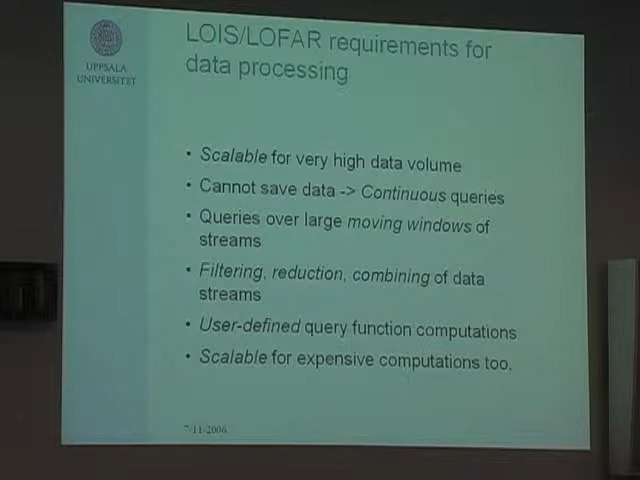 UPPSALA
UNIVERSITET
LOIS/LOFAR requirements for
data processing
• Scalable for very high data volume
• Cannot save data -> Continuous queries
• Queries over large moving windows of
streams
• Filtering, reduction, combining of data
streams
• User-defined query function computations
• Scalable for expensive computations too.
7/11/2006